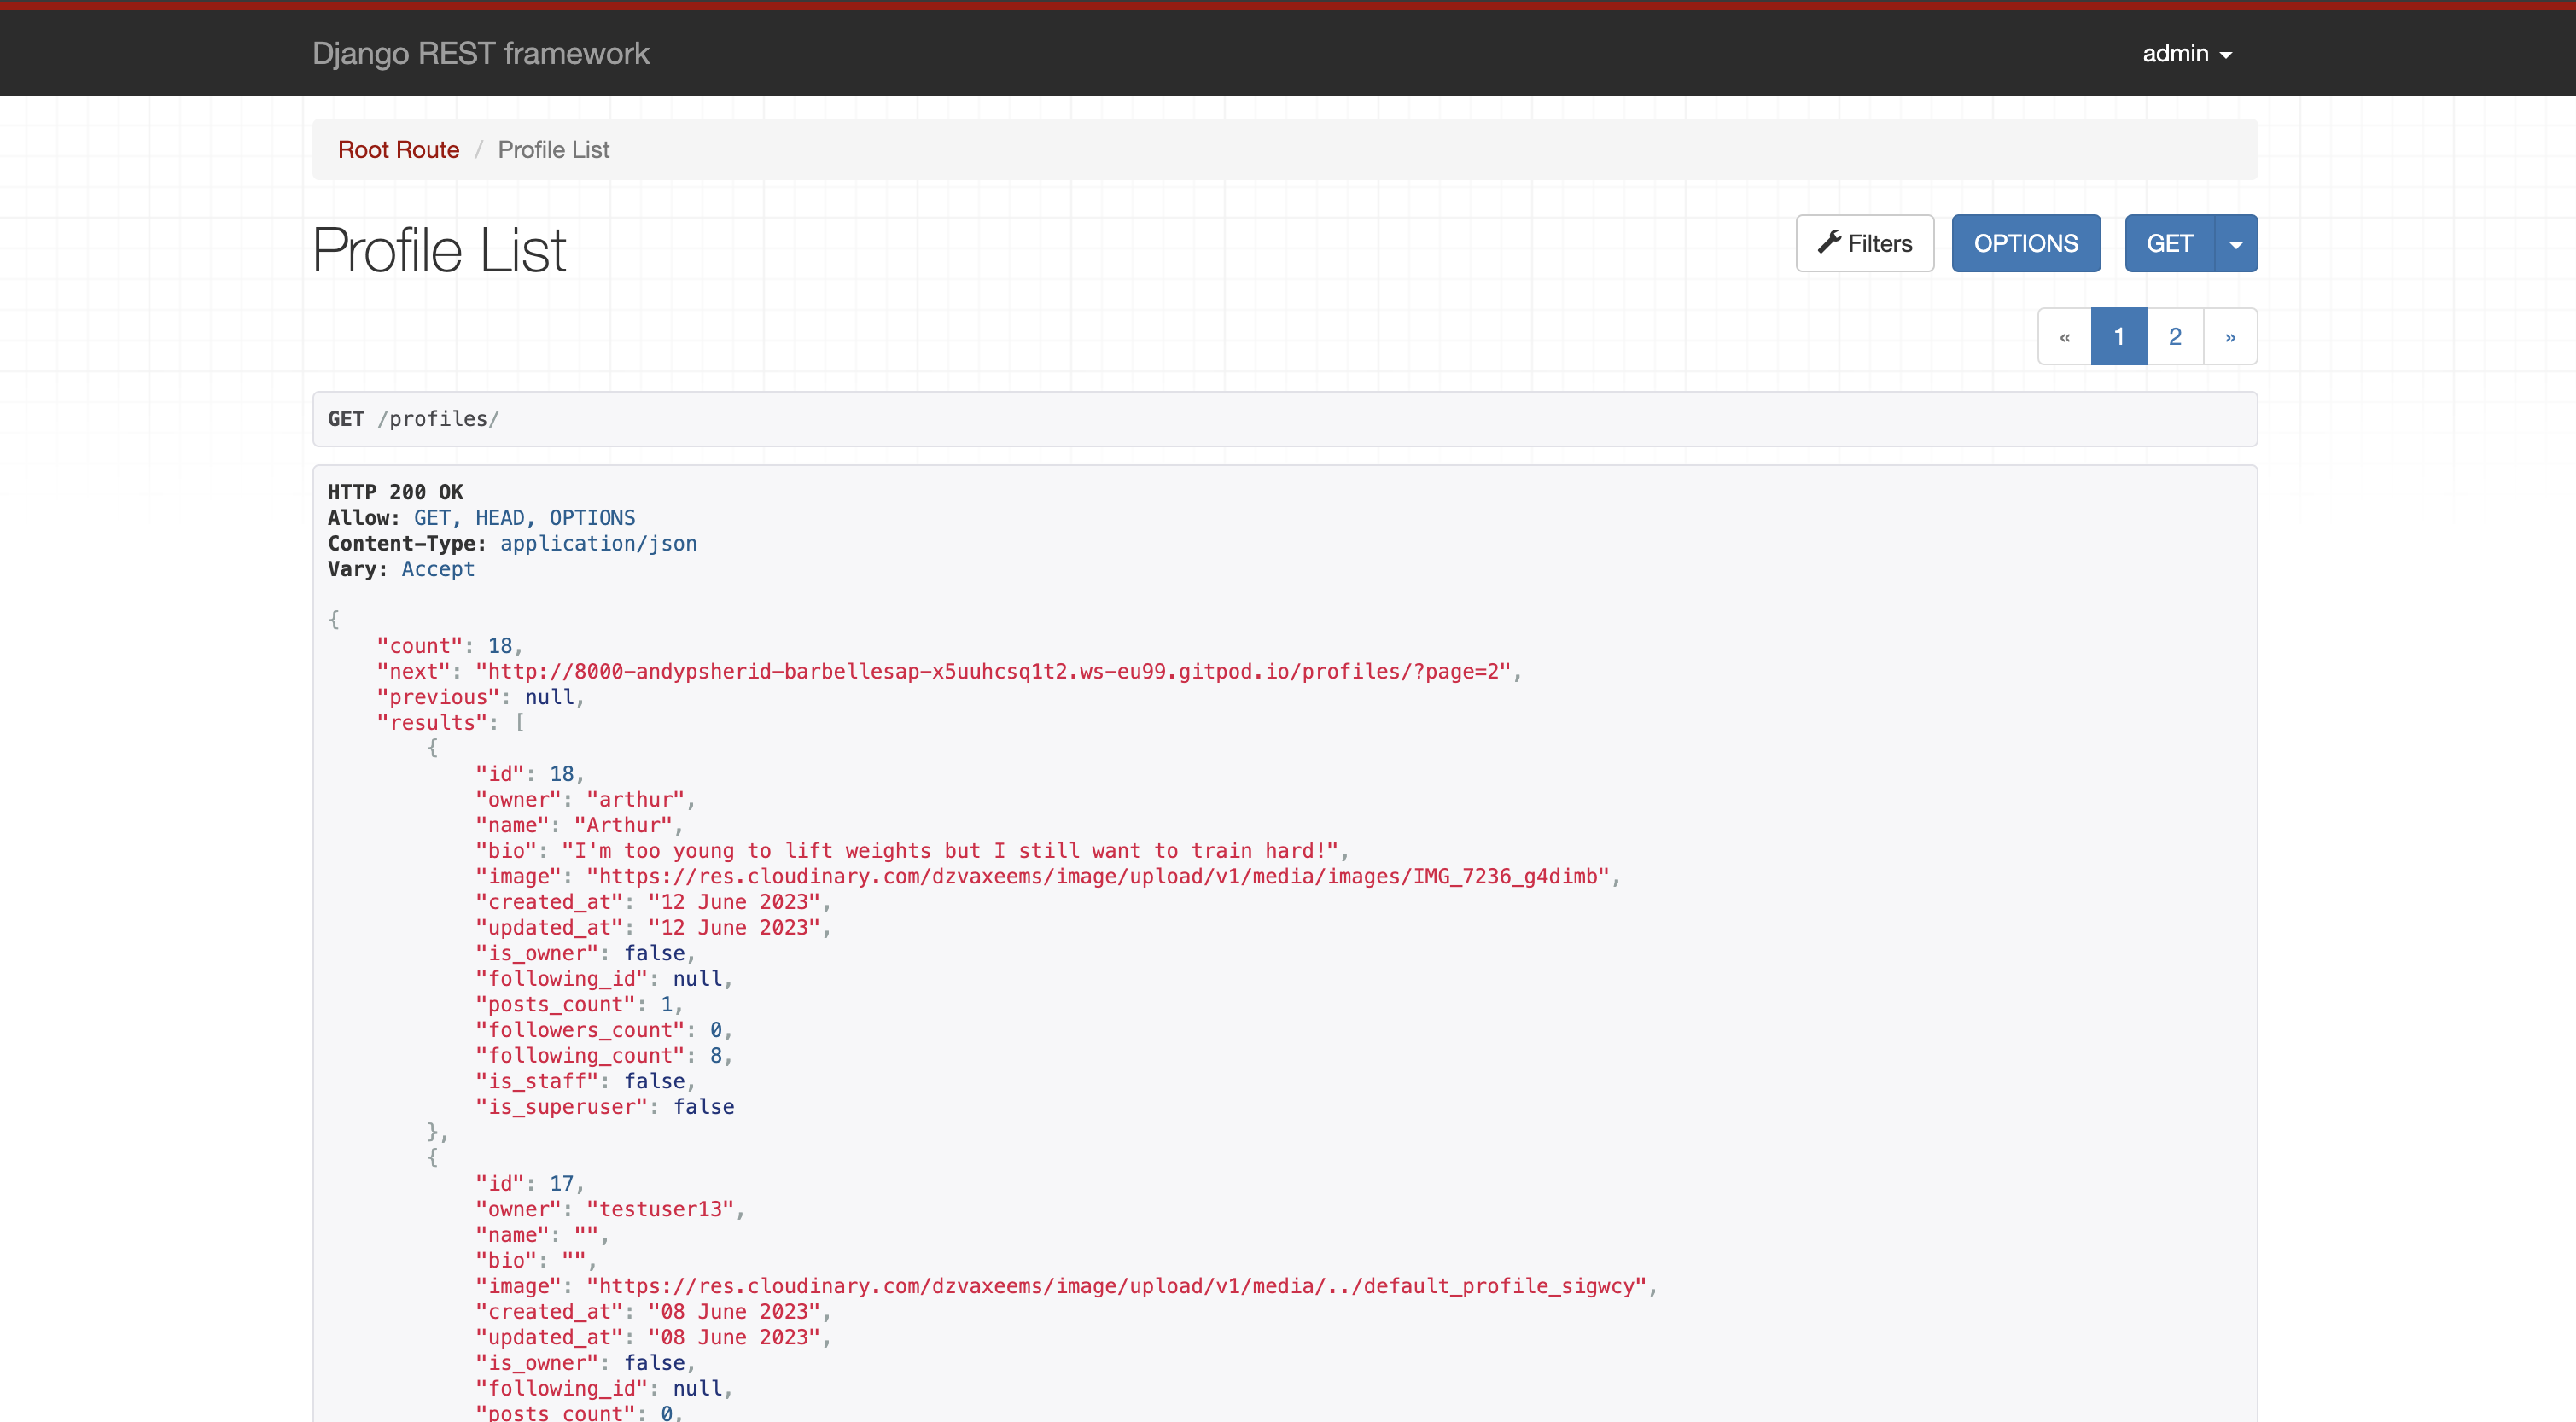 Django REST framework
admin
Root Route / Profile List
Profile List
Filters
OPTIONS
GET
« 1 2 »
GET /profiles/
HTTP 200 OK
Allow: GET, HEAD, OPTIONS
Content-Type: application/json
Vary: Accept
{
    "count": 18,
    "next": "http://8000-andypsherid-barbellesap-x5uuhcsq1t2.ws-eu99.gitpod.io/profiles/?page=2",
    "previous": null,
    "results": [
        {
            "id": 18,
            "owner": "arthur",
            "name": "Arthur",
            "bio": "I'm too young to lift weights but I still want to train hard!",
            "image": "https://res.cloudinary.com/dzvaxeems/image/upload/v1/media/images/IMG_7236_g4dimb",
            "created_at": "12 June 2023",
            "updated_at": "12 June 2023",
            "is_owner": false,
            "following_id": null,
            "posts_count": 1,
            "followers_count": 0,
            "following_count": 8,
            "is_staff": false,
            "is_superuser": false
        },
        {
            "id": 17,
            "owner": "testuser13",
            "name": "",
            "bio": "",
            "image": "https://res.cloudinary.com/dzvaxeems/image/upload/v1/media/../default_profile_sigwcy",
            "created_at": "08 June 2023",
            "updated_at": "08 June 2023",
            "is_owner": false,
            "following_id": null,
            "posts_count": 0,